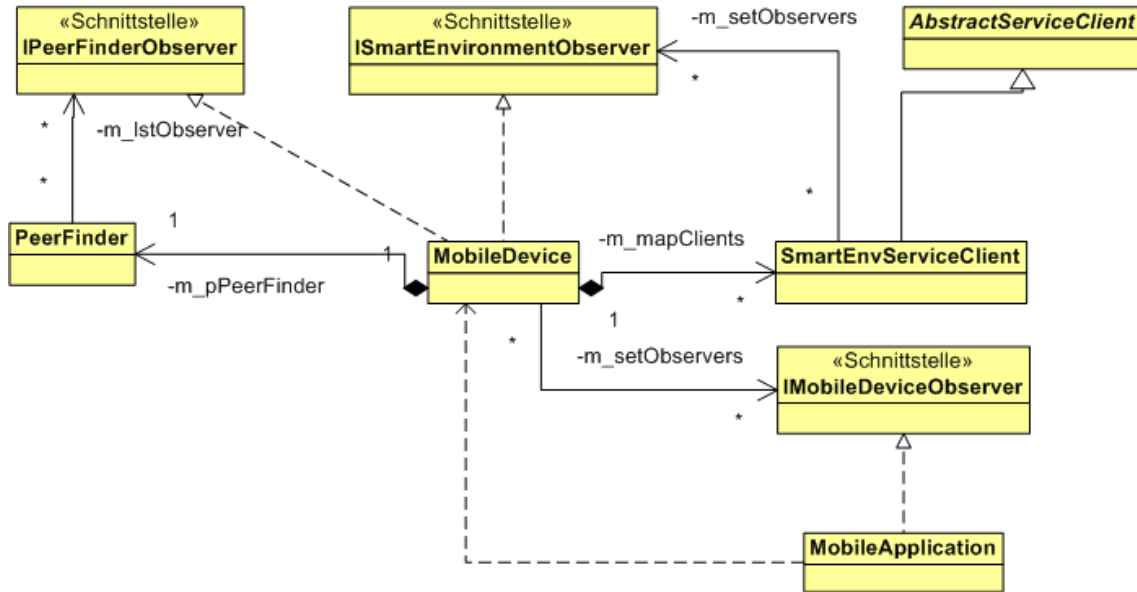 «Schnittstelle»
IPeerFinderObserver
«Schnittstelle»
ISmartEnvironmentObserver
-m_setObservers
*
AbstractServiceClient
*
-m_lstObserver
*
*
PeerFinder
1
1
-m_pPeerFinder
MobileDevice
-m_mapClients
*
1
SmartEnvServiceClient
*
-m_setObservers
*
«Schnittstelle»
IMobileDeviceObserver
MobileApplication